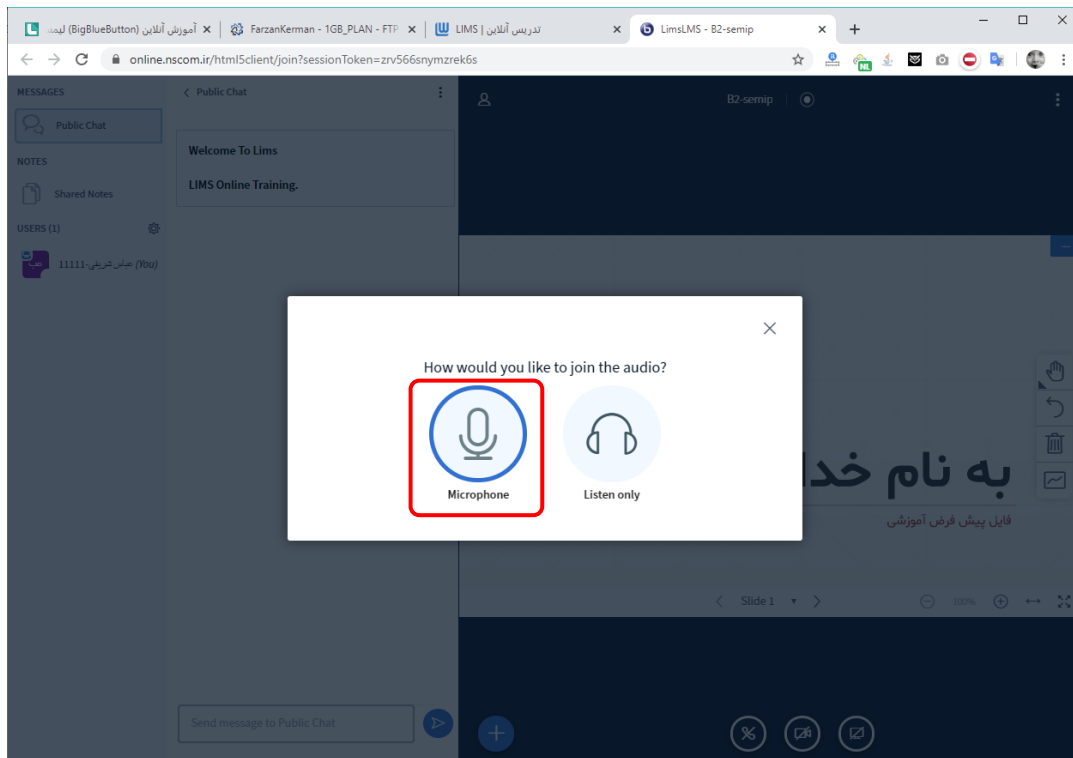 آموزش آنلاین (BigBlueButton) لیمد
FarzanKerman - 1GB_PLAN - FTP
تدریس آنلاین | LIMS
LimsLMS - B2-semip
online.nscom.ir/html5client/join?sessionToken=zrv566snymzrek6s
NL
MESSAGES
Public Chat
NOTES
Shared Notes
USERS (1)
عباس شریفی-11111 (You)
Public Chat
Welcome To Lims
LIMS Online Training.
Send message to Public Chat
B2-semip
How would you like to join the audio?
Microphone
Listen only
به نام خدا
فایل پیش فرض آموزشی
Slide 1
100%